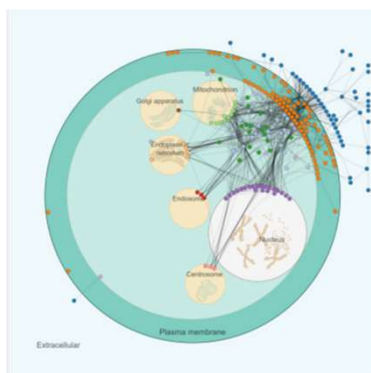 Mitochondrion
Golgi apparatus
Endoplasmic
reticulum
Endosome
Nucleus
Centrosome
Plasma membrane
Extracellular